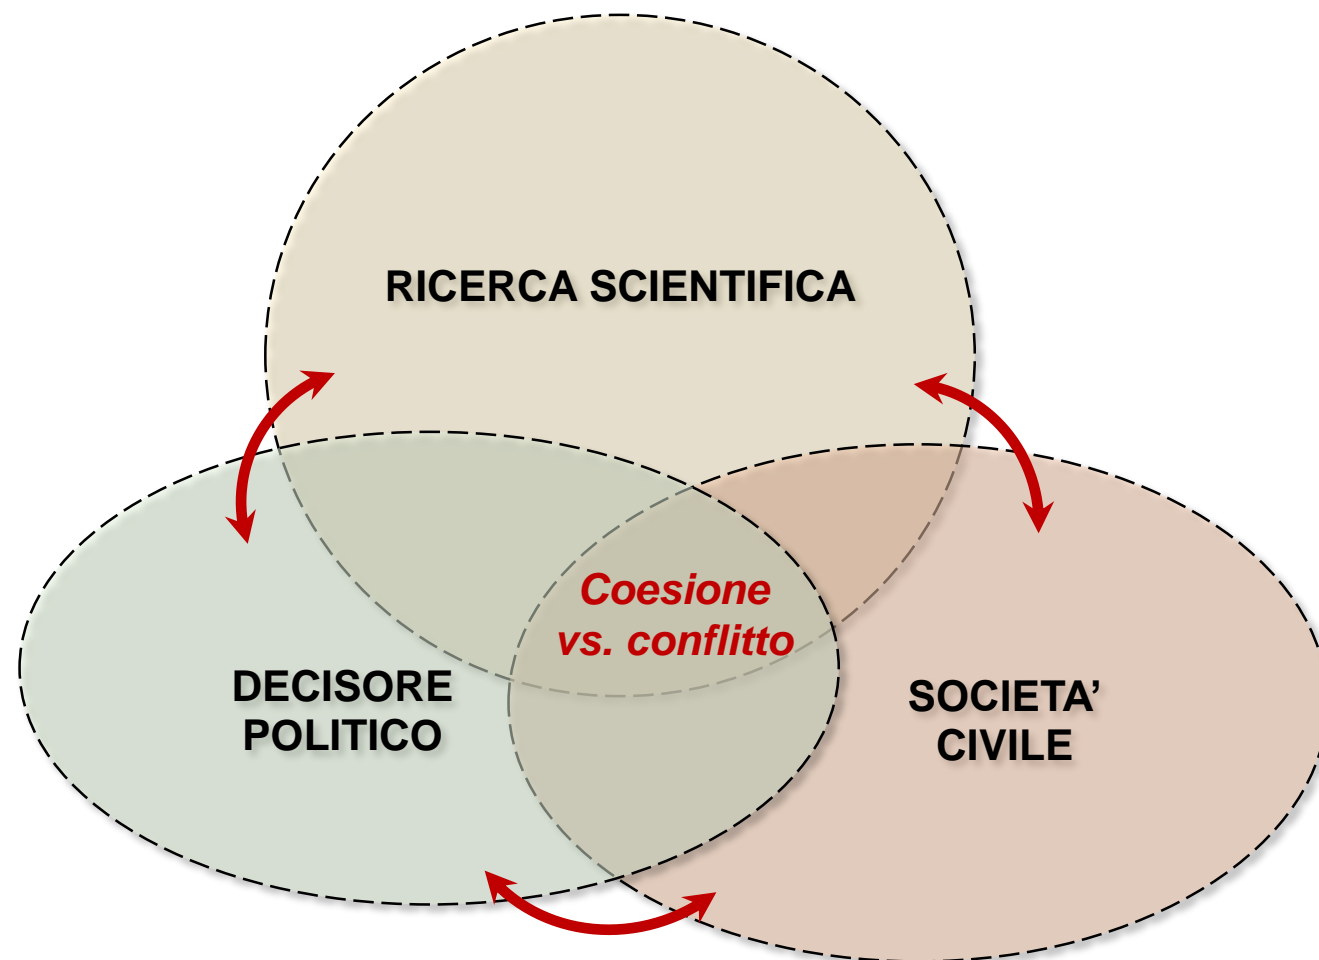 RICERCA SCIENTIFICA
Coesione
vs. conflitto
DECISORE
POLITICO
SOCIETA’
CIVILE